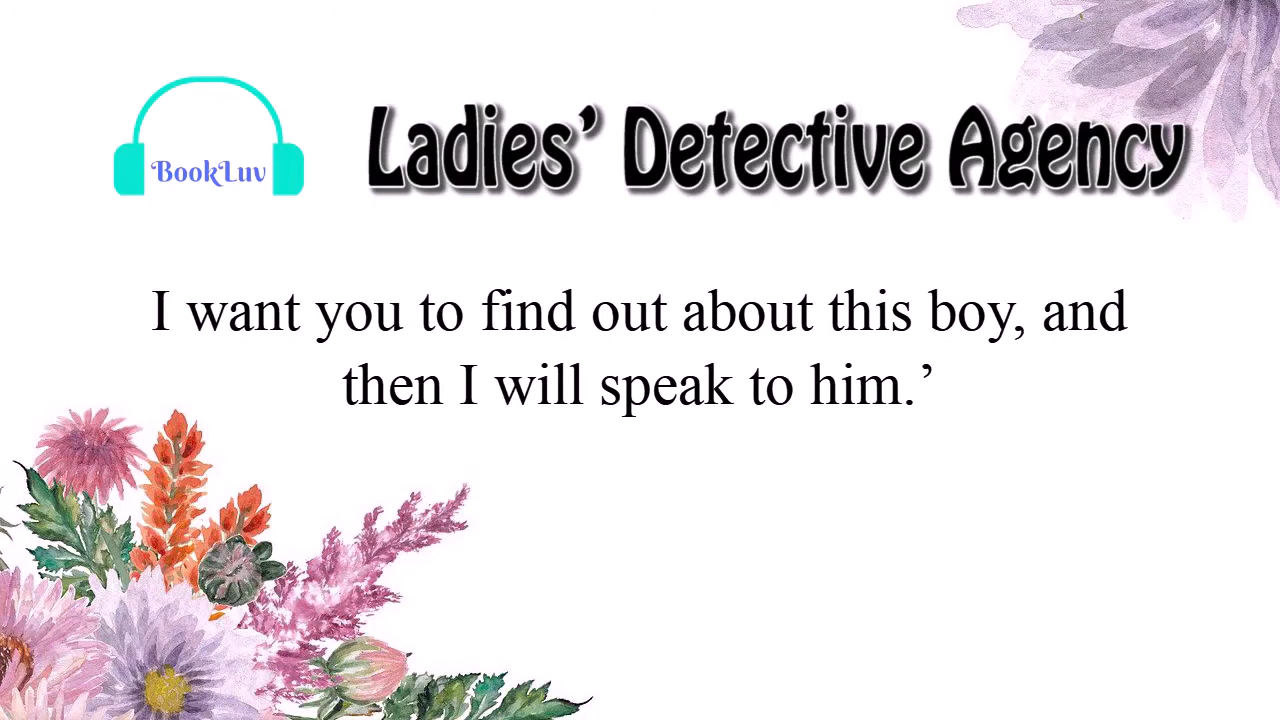 BookLuv
Ladies’ Detective Agency
I want you to find out about this boy, and
then I will speak to him.’